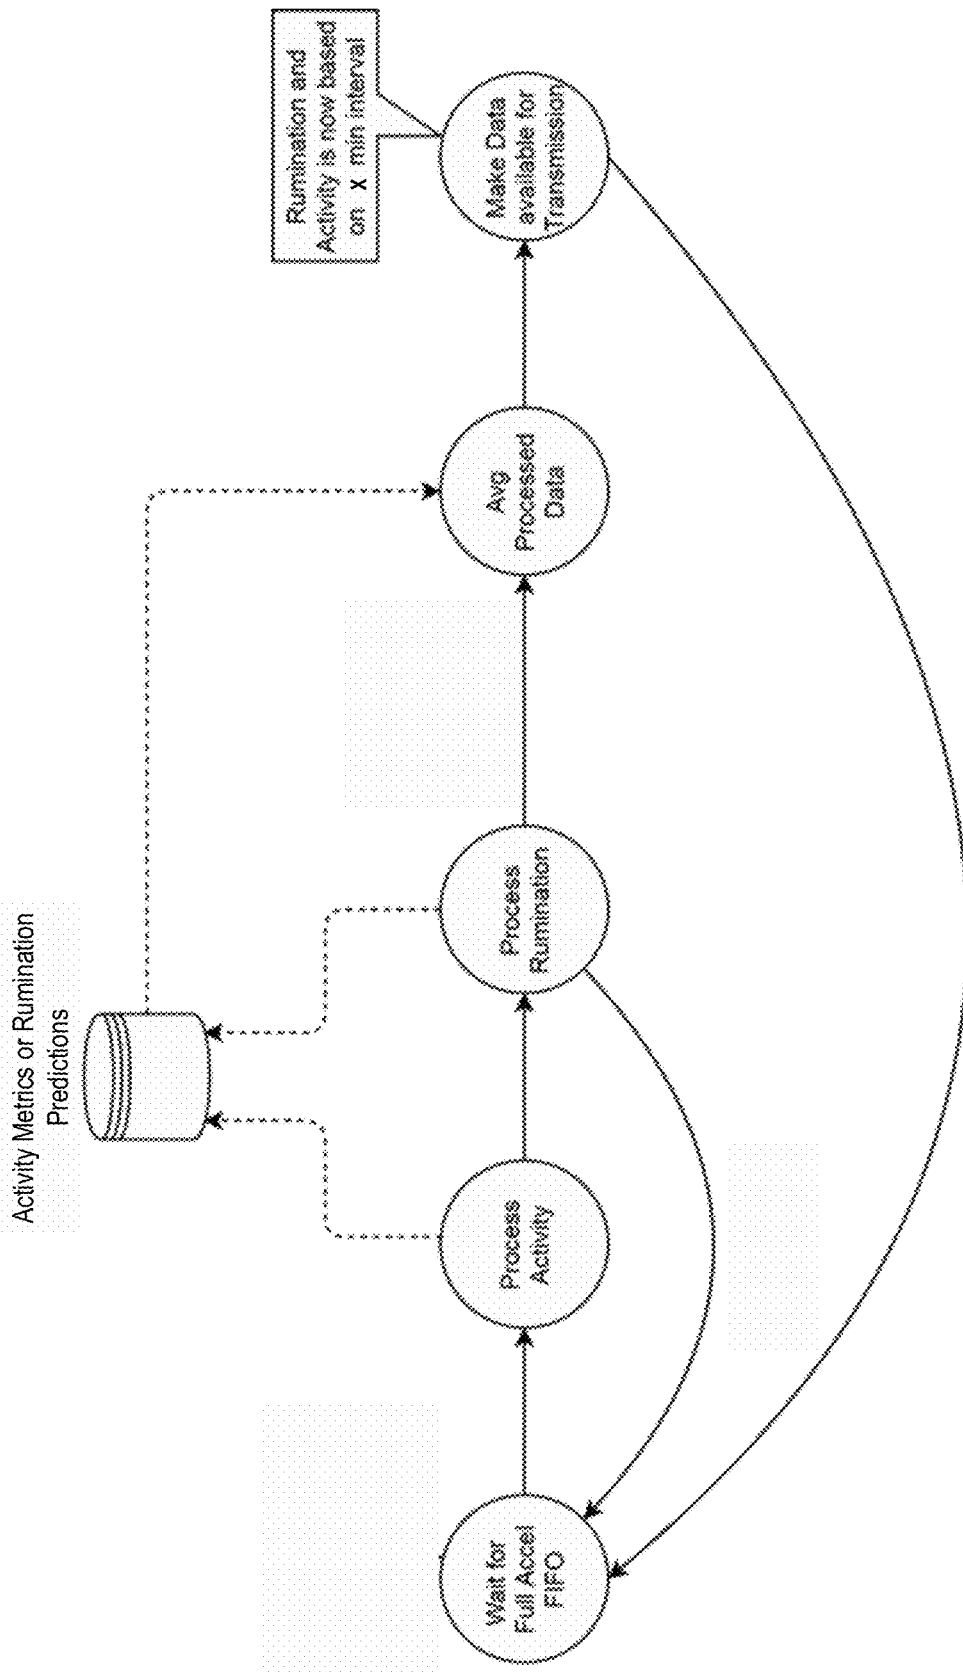 Activity Metrics or Rumination
Predictions
Rumination and
Activity is now based
on X min interval
Wait for
Full Accel
FIFO
Process
Activity
Process
Rumination
Avg
Processed
Data
Make Data
available for
Transmission